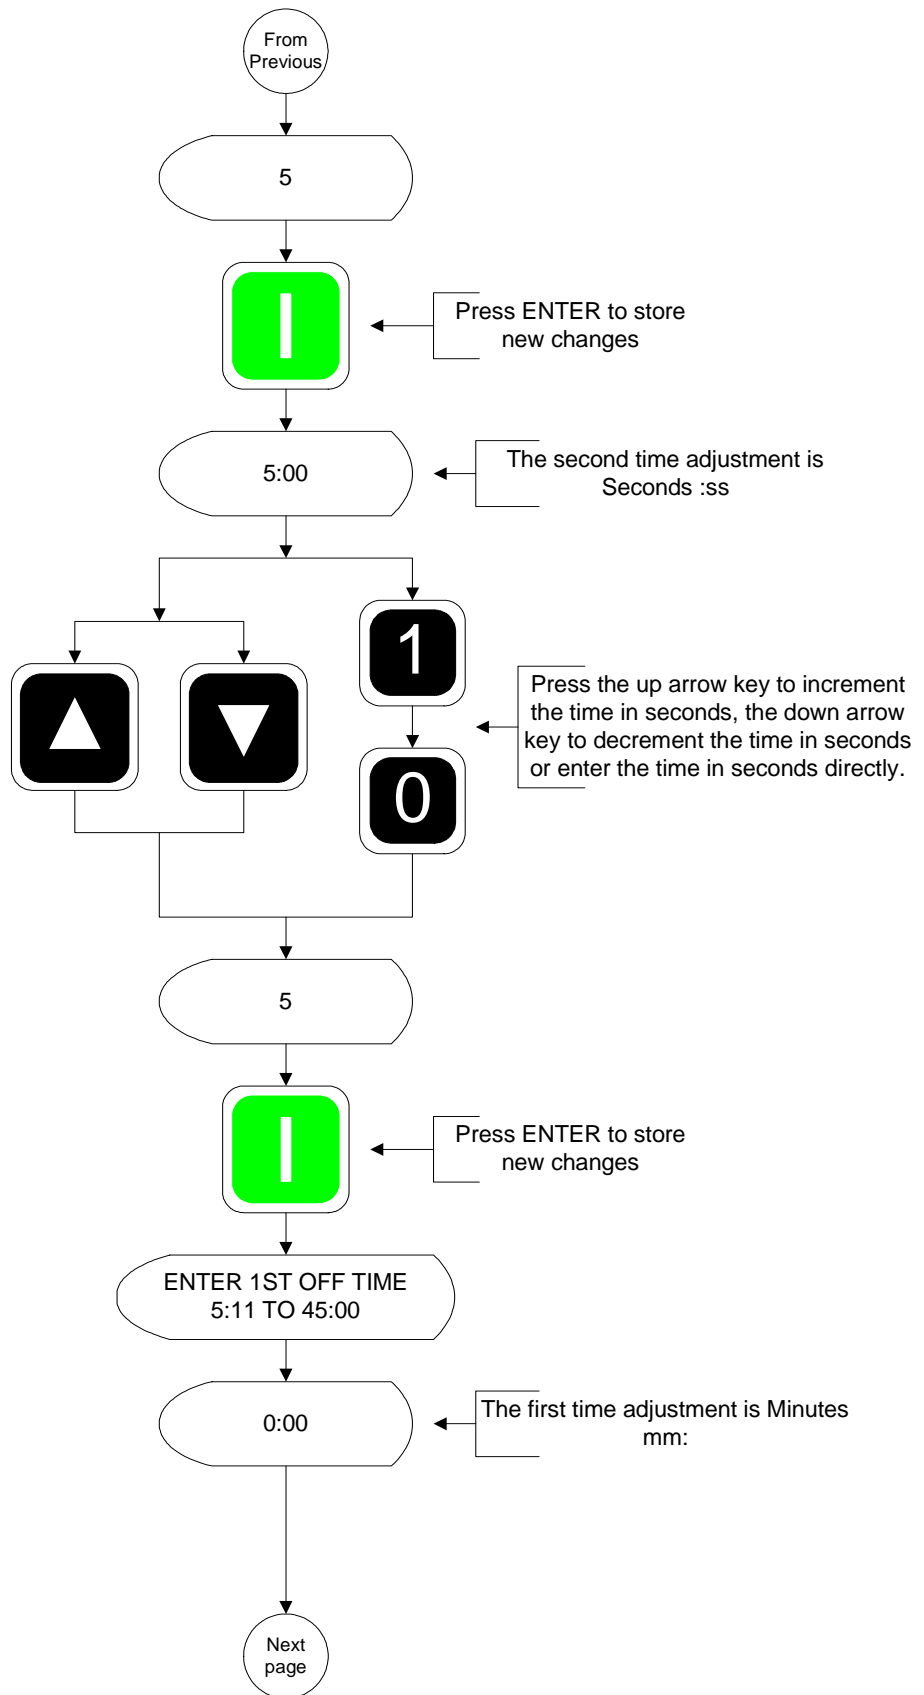 From
Previous
5
Press ENTER to store
new changes
5:00
The second time adjustment is
Seconds :ss
1
0
Press the up arrow key to increment
the time in seconds, the down arrow
key to decrement the time in seconds
or enter the time in seconds directly.
5
Press ENTER to store
new changes
ENTER 1ST OFF TIME
5:11 TO 45:00
0:00
The first time adjustment is Minutes
mm:
Next
page